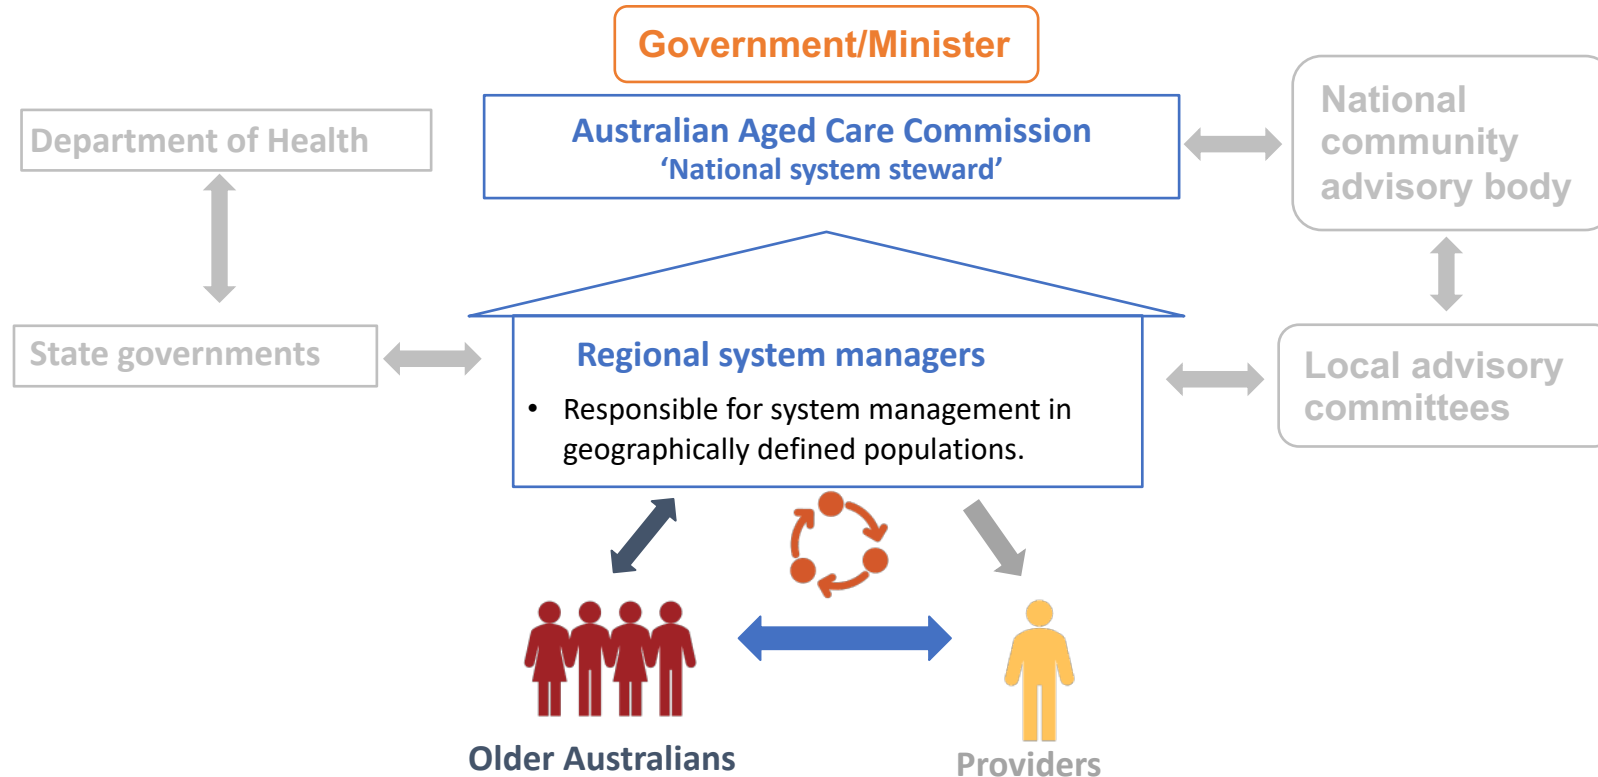 Government/Minister
Australian Aged Care Commission
‘National system steward’
Department of Health
National
community
advisory body
State governments
Regional system managers
• Responsible for system management in
geographically defined populations.
Local advisory
committees
Older Australians
Providers